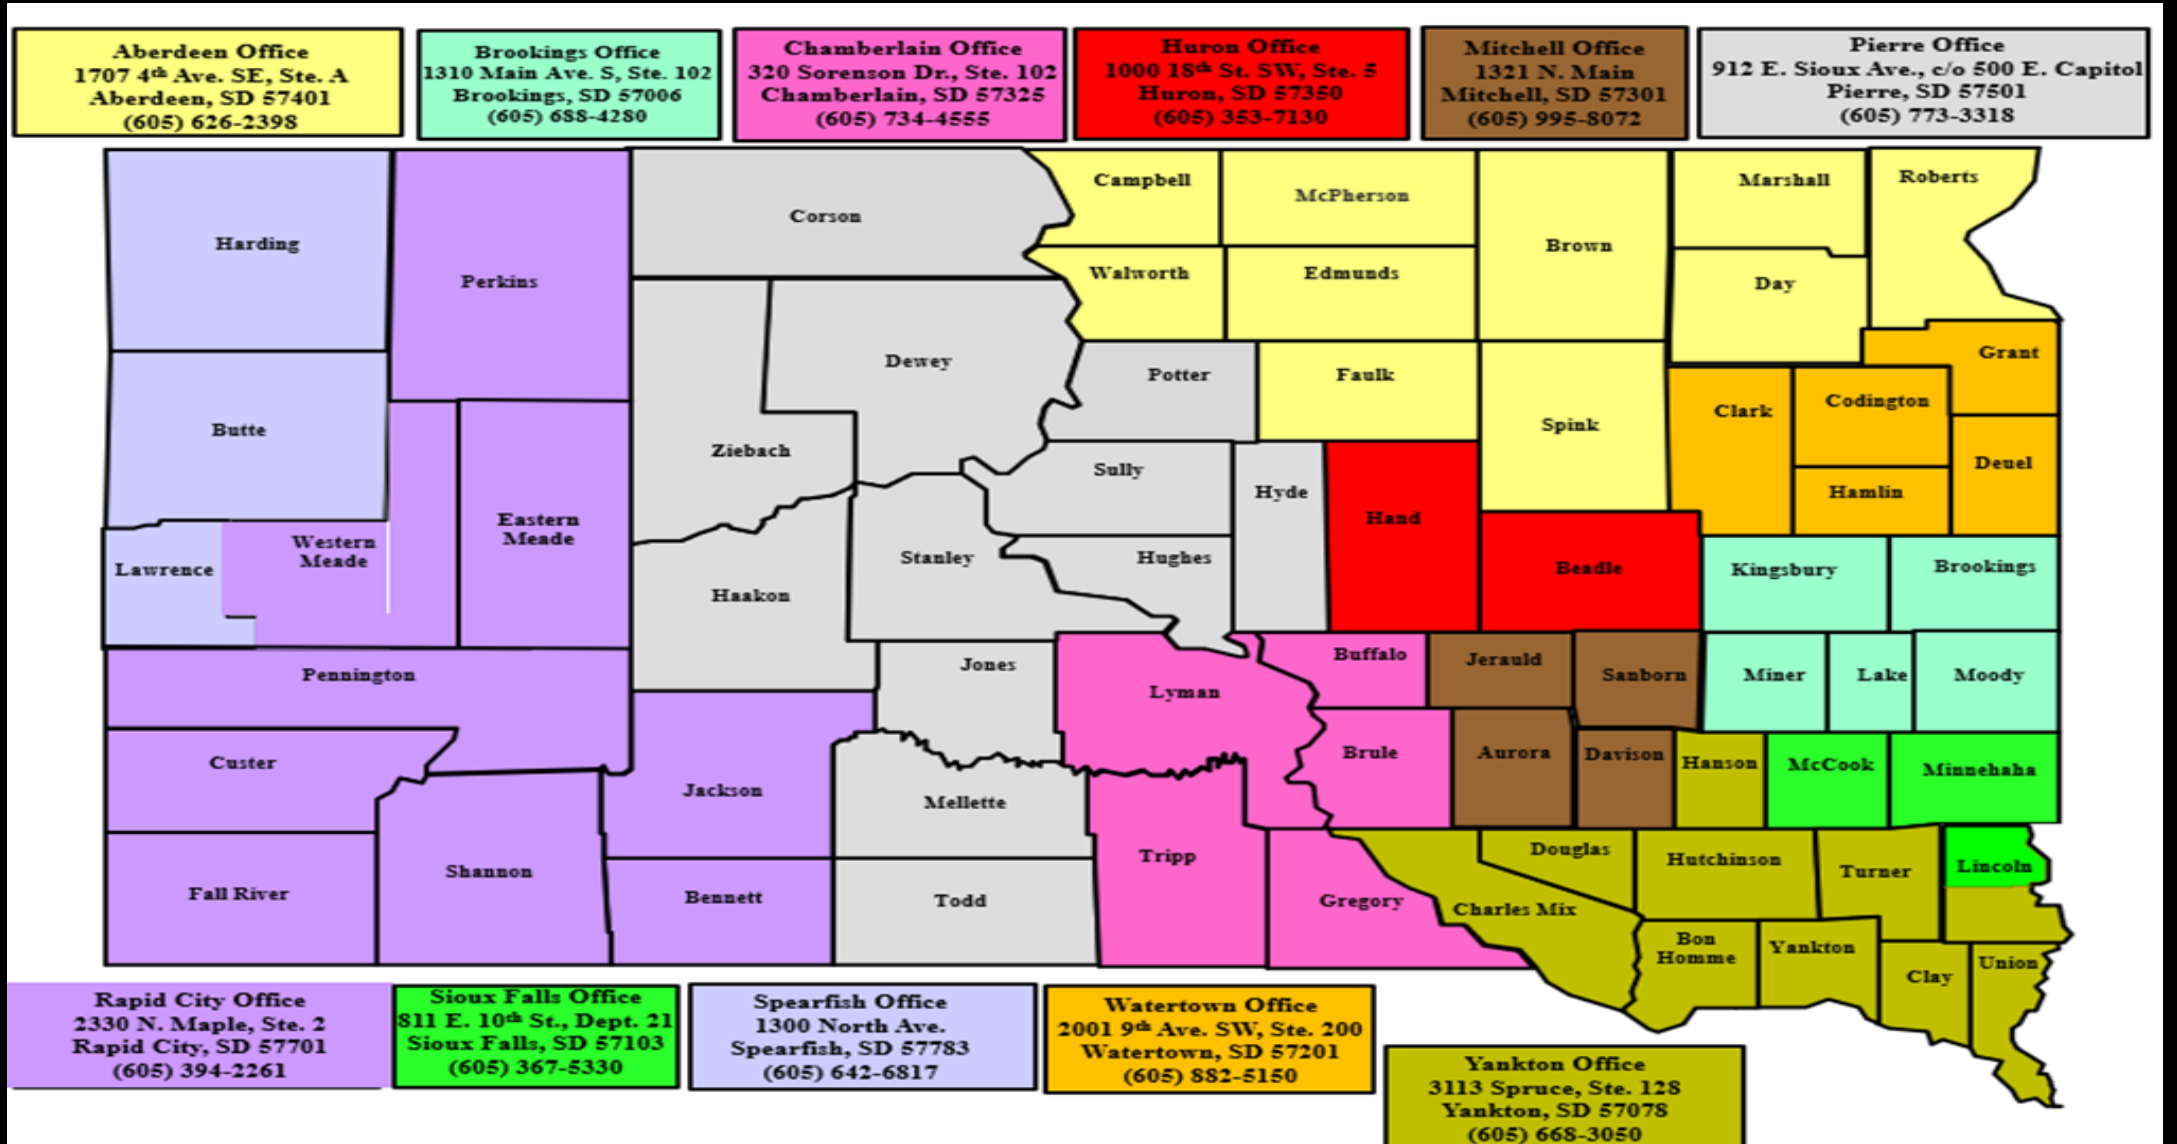 Aberdeen Office
1707 4th Ave. SE, Ste. A
Aberdeen, SD 57401
(605) 626-2398
Brookings Office
1310 Main Ave. S, Ste. 102
Brookings, SD 57006
(605) 688-4280
Chamberlain Office
320 Sorenson Dr., Ste. 102
Chamberlain, SD 57325
(605) 734-4555
Huron Office
1000 18th St. SW, Ste. 5
Huron, SD 57350
(605) 353-7130
Mitchell Office
1321 N. Main
Mitchell, SD 57301
(605) 995-8072
Pierre Office
912 E. Sioux Ave., c/o 500 E. Capitol
Pierre, SD 57501
(605) 773-3318
Harding
Perkins
Corson
Campbell
McPherson
Brown
Marshall
Roberts
Walworth
Edmunds
Day
Butte
Dewey
Potter
Faulk
Spink
Clark
Codington
Grant
Ziebach
Sully
Hyde
Hand
Hamlin
Deuel
Lawrence
Western
Meade
Eastern
Meade
Haakon
Stanley
Hughes
Beadle
Kingsbury
Brookings
Pennington
Jones
Lyman
Buffalo
Jerauld
Sanborn
Miner
Lake
Moody
Custer
Jackson
Mellette
Brule
Aurora
Davison
Hanson
McCook
Minnehaha
Fall River
Shannon
Bennett
Todd
Tripp
Gregory
Charles Mix
Douglas
Hutchinson
Turner
Lincoln
Bon
Homme
Yankton
Clay
Union
Rapid City Office
2330 N. Maple, Ste. 2
Rapid City, SD 57701
(605) 394-2261
Sioux Falls Office
811 E. 10th St., Dept. 21
Sioux Falls, SD 57103
(605) 367-5330
Spearfish Office
1300 North Ave.
Spearfish, SD 57783
(605) 642-6817
Watertown Office
2001 9th Ave. SW, Ste. 200
Watertown, SD 57201
(605) 882-5150
Yankton Office
3113 Spruce, Ste. 128
Yankton, SD 57078
(605) 668-3050